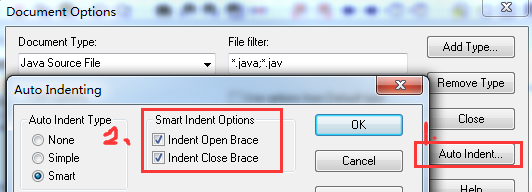 Document Options
Document Type:
File filter:
Add Type...
Java Source File
*.java;*.jav
Remove Type
Auto Indenting
Close
Auto Indent Type
Smart Indent Options
OK
1.
None
2.
Indent Open Brace
Auto Indent...
Simple
Indent Close Brace
Cancel
Smart
Help